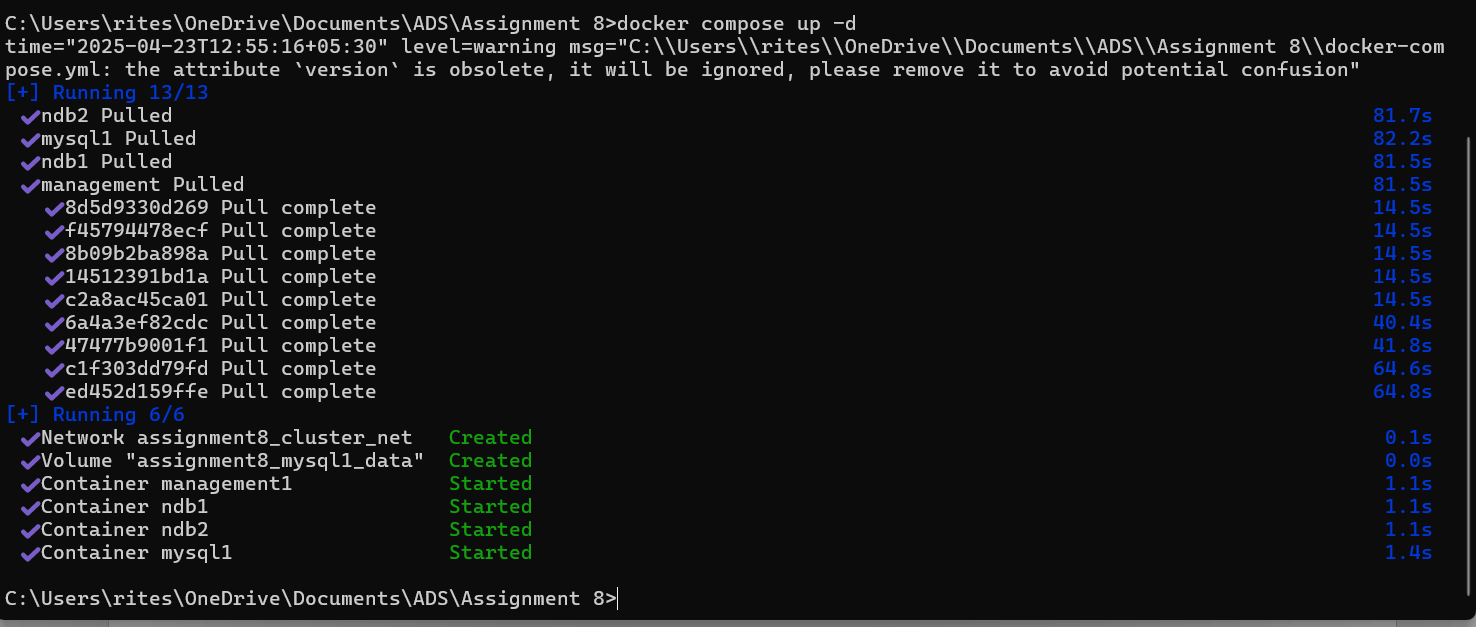 C:\Users\rites\OneDrive\Documents\ADS\Assignment 8>docker compose up -d
time="2025-04-23T12:55:16+05:30" level=warning msg="C:\\Users\\rites\\OneDrive\\Documents\\ADS\\Assignment 8\\docker-com
pose.yml: the attribute `version` is obsolete, it will be ignored, please remove it to avoid potential confusion"
[+] Running 13/13
✔ndb2 Pulled 81.7s
✔mysql1 Pulled 82.2s
✔ndb1 Pulled 81.5s
✔management Pulled 81.5s
✔8d5d9330d269 Pull complete 14.5s
✔f45794478ecf Pull complete 14.5s
✔8b09b2ba898a Pull complete 14.5s
✔14512391bd1a Pull complete 14.5s
✔c2a8ac45ca01 Pull complete 14.5s
✔6a4a3ef82cdc Pull complete 40.4s
✔47477b9001f1 Pull complete 41.8s
✔c1f303dd79fd Pull complete 64.6s
✔ed452d159ffe Pull complete 64.8s
[+] Running 6/6
✔Network assignment8_cluster_net Created 0.1s
✔Volume "assignment8_mysql1_data" Created 0.0s
✔Container management1 Started 1.1s
✔Container ndb1 Started 1.1s
✔Container ndb2 Started 1.1s
✔Container mysql1 Started 1.4s
C:\Users\rites\OneDrive\Documents\ADS\Assignment 8>